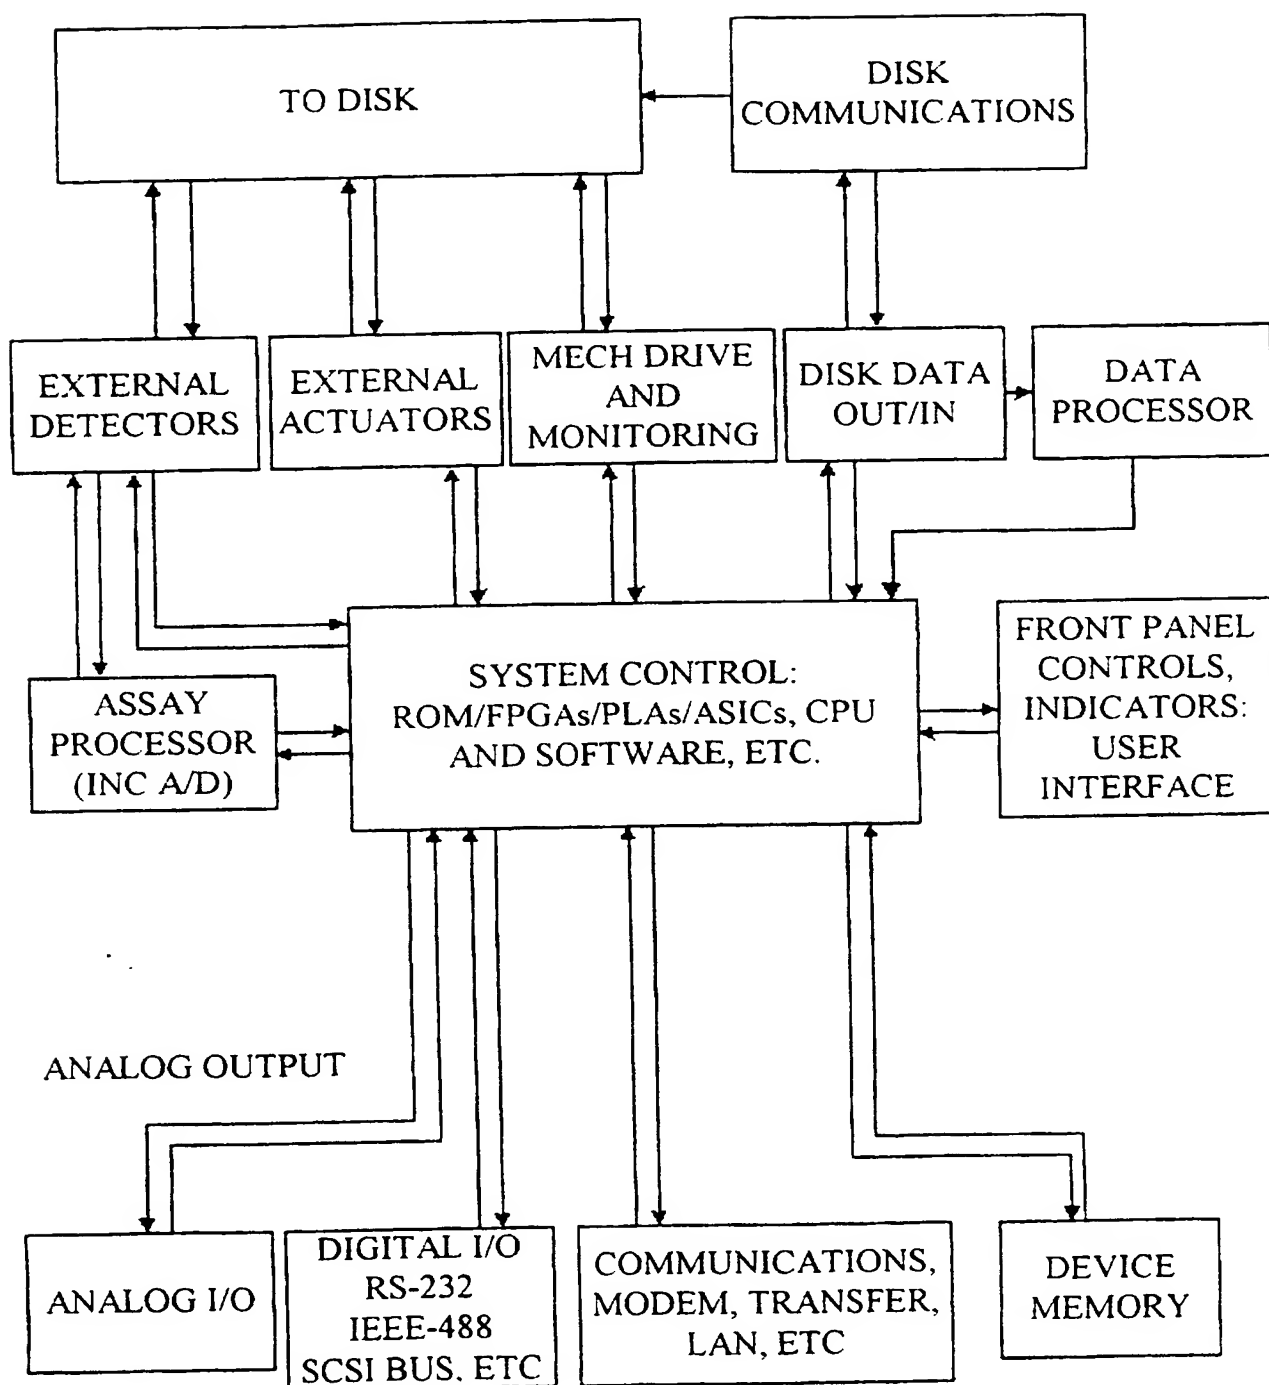 TO DISK
DISK
COMMUNICATIONS
EXTERNAL
DETECTORS
EXTERNAL
ACTUATORS
MECH DRIVE
AND
MONITORING
DISK DATA
OUT/IN
DATA
PROCESSOR
ASSAY
PROCESSOR
(INC A/D)
SYSTEM CONTROL:
ROM/FPGAs/PLAs/ASICs, CPU
AND SOFTWARE, ETC.
FRONT PANEL
CONTROLS,
INDICATORS:
USER
INTERFACE
ANALOG OUTPUT
ANALOG I/O
DIGITAL I/O
RS-232
IEEE-488
SCSI BUS, ETC
COMMUNICATIONS,
MODEM, TRANSFER,
LAN, ETC
DEVICE
MEMORY